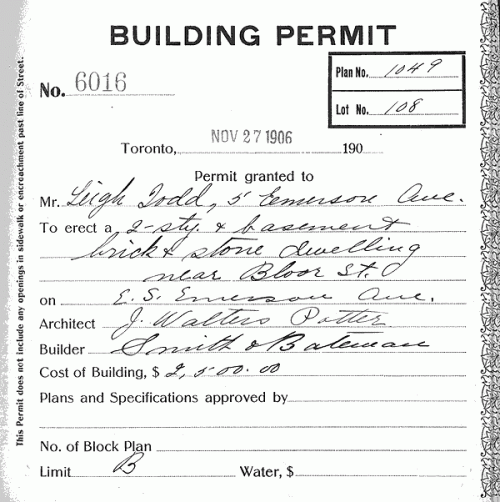 BUILDING PERMIT
No. 6016
Plan No. 1049
Lot No. 108
NOV 27 1906
Toronto, 190
Permit granted to
Mr. Leigh Todd, 5 Emerson Ave.
To erect a 2-sty. & basement
brick & stone dwelling
near Bloor St.
on E. S. Emerson Ave.
Architect J. Walters Potter
Builder Smith & Bateman
Cost of Building, $ 2,500.00
Plans and Specifications approved by
No. of Block Plan
Limit B Water, $
This Permit does not include any openings in sidewalk or encroachment past line of Street.